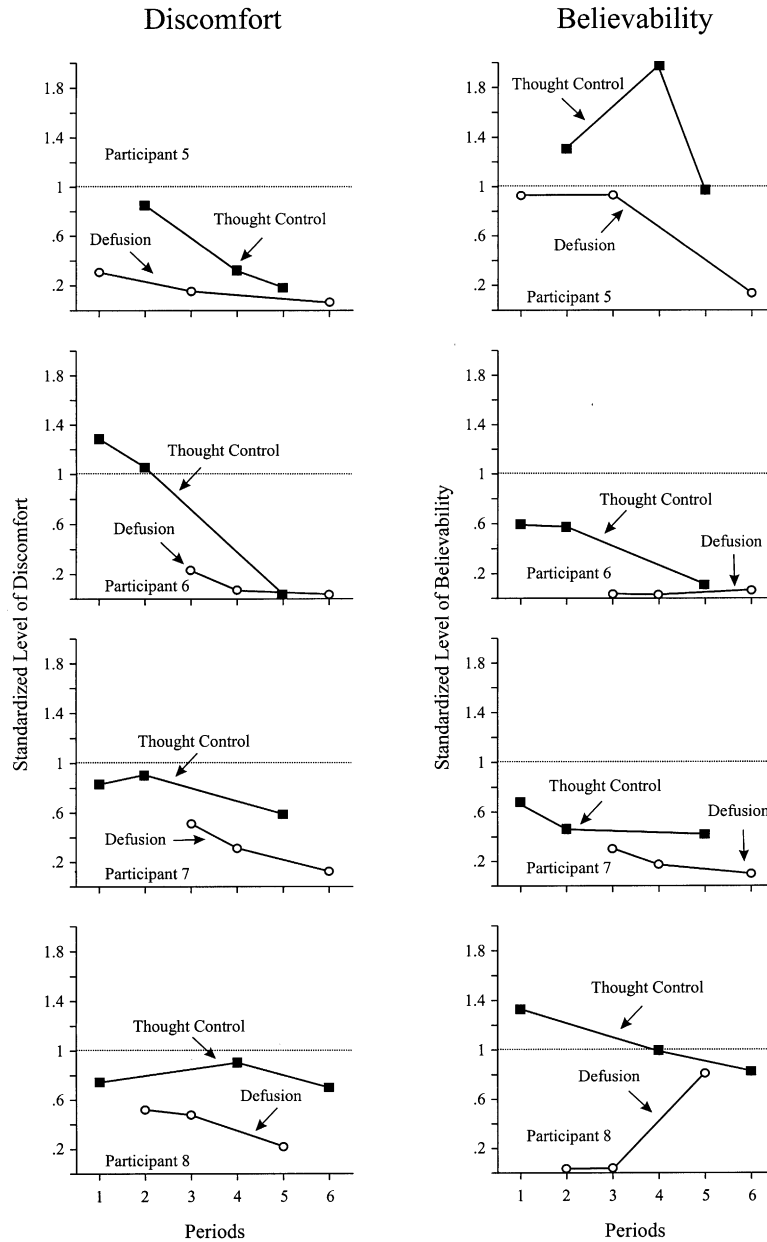 Discomfort
Believability
1.8
1.4
1
.6
.2
Participant 5
Thought Control
Defusion
1.8
1.4
1
.6
.2
Thought Control
Defusion
Participant 5
1.8
1.4
1
.6
.2
Thought Control
Defusion
Participant 6
1.8
1.4
1
.6
.2
Thought Control
Defusion
Participant 6
Standardized Level of Discomfort
Standardized Level of Believability
1.8
1.4
1
.6
.2
Thought Control
Defusion
Participant 7
1.8
1.4
1
.6
.2
Thought Control
Defusion
Participant 7
1.8
1.4
1
.6
.2
Thought Control
Defusion
Participant 8
1 2 3 4 5 6
Periods
1.8
1.4
1
.6
.2
Thought Control
Defusion
Participant 8
1 2 3 4 5 6
Periods